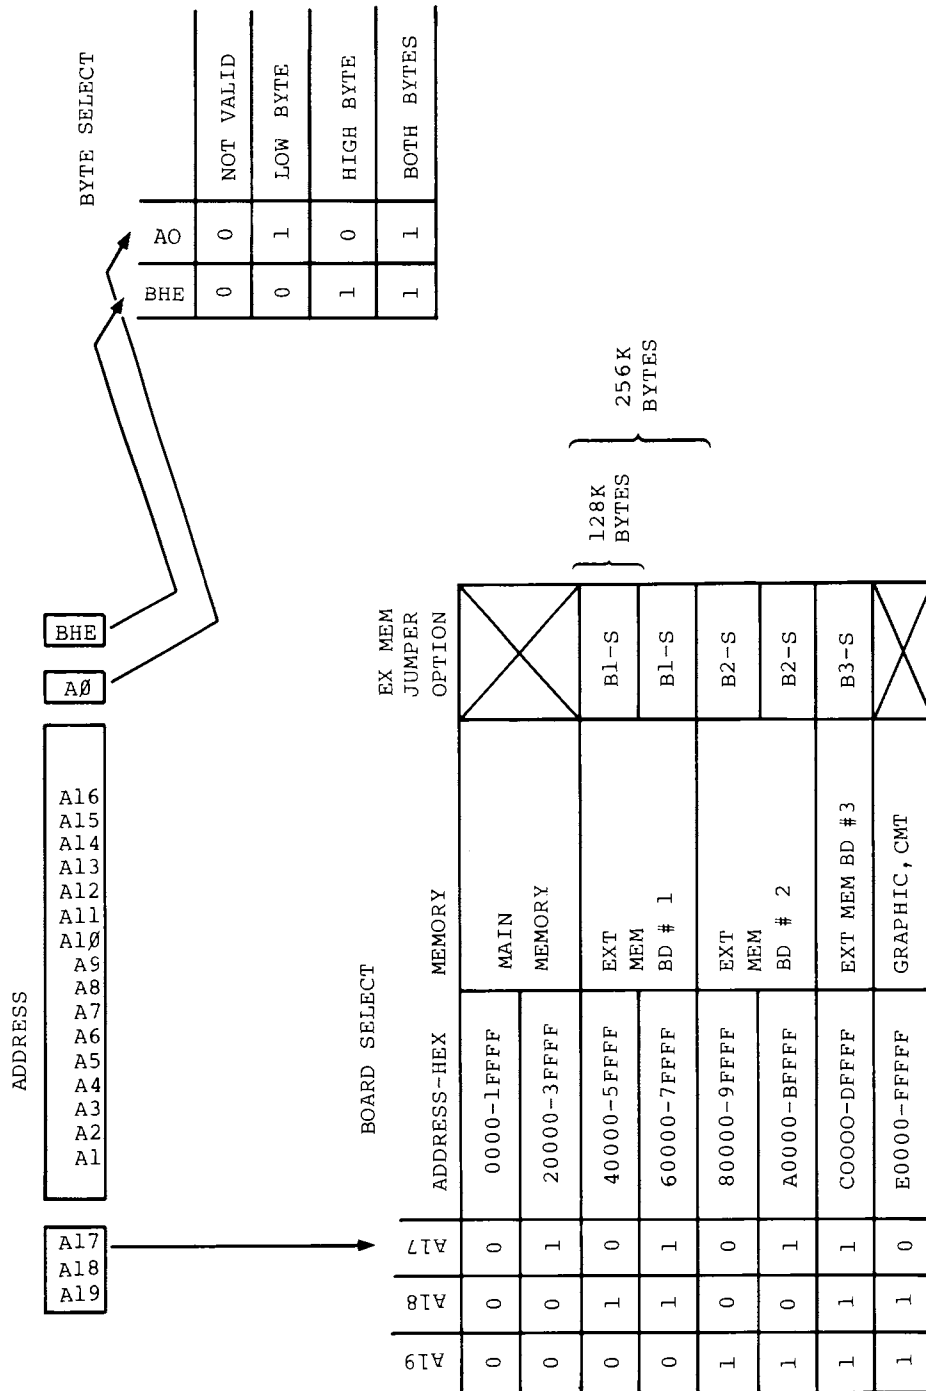 ADDRESS
A19 A18 A17
A1 A2 A3 A4 A5 A6 A7 A8 A9 A1Ø A11 A12 A13 A14 A15 A16
AØ
BHE
BYTE SELECT
BHE AO
0 0 NOT VALID
0 1 LOW BYTE
1 0 HIGH BYTE
1 1 BOTH BYTES
BOARD SELECT
EX MEM
JUMPER
A19 A18 A17 ADDRESS-HEX MEMORY OPTION
0 0 0 0000-1FFFF MAIN
0 0 1 20000-3FFFF MEMORY
0 1 0 40000-5FFFF EXT B1-S
MEM
0 1 1 60000-7FFFF BD # 1 B1-S
1 0 0 80000-9FFFF EXT B2-S
MEM
1 0 1 A0000-BFFFF BD # 2 B2-S
1 1 1 COOOO-DFFFF EXT MEM BD #3 B3-S
1 1 0 E0000-FFFFF GRAPHIC,CMT
128K
BYTES
256K
BYTES